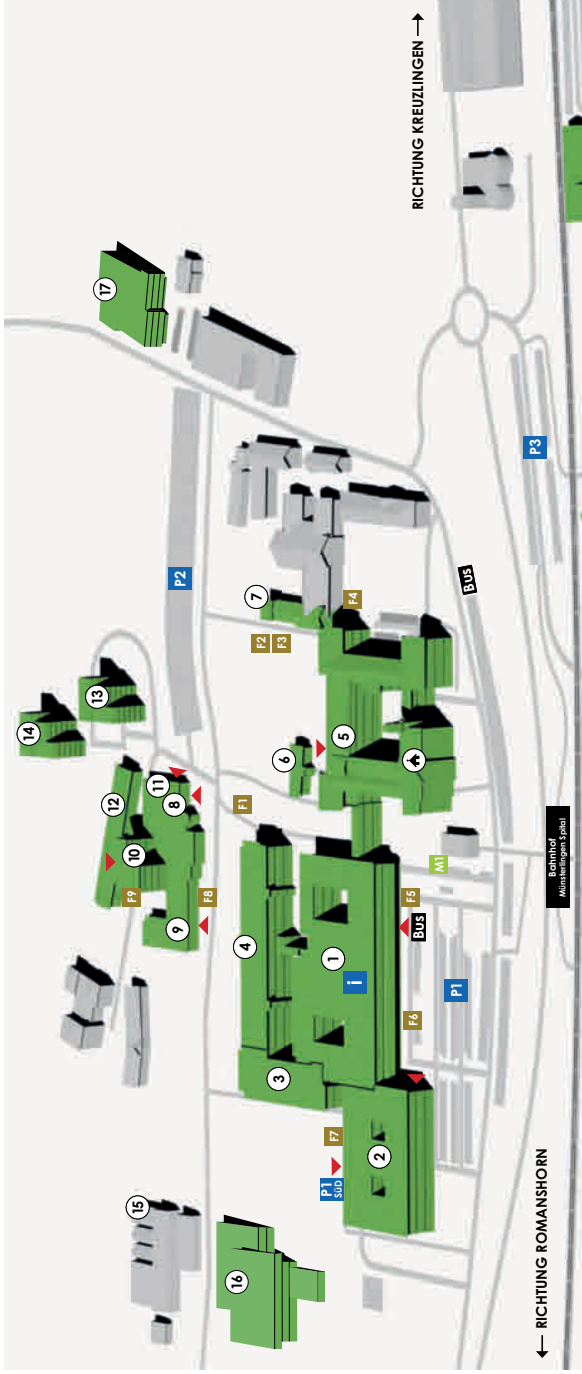 14
13
17
12
15
10
F9
11
8
9
P2
F8
16
F1
4
7
F2
F3
3
6
P1
SÜD
F7
1
5
F4
i
2
F6
F5
BUS
RICHTUNG KREUZLINGEN →
M1
P1
BUS
P3
← RICHTUNG ROMANSHORN
Bahnhof
Münsterlingen Spital